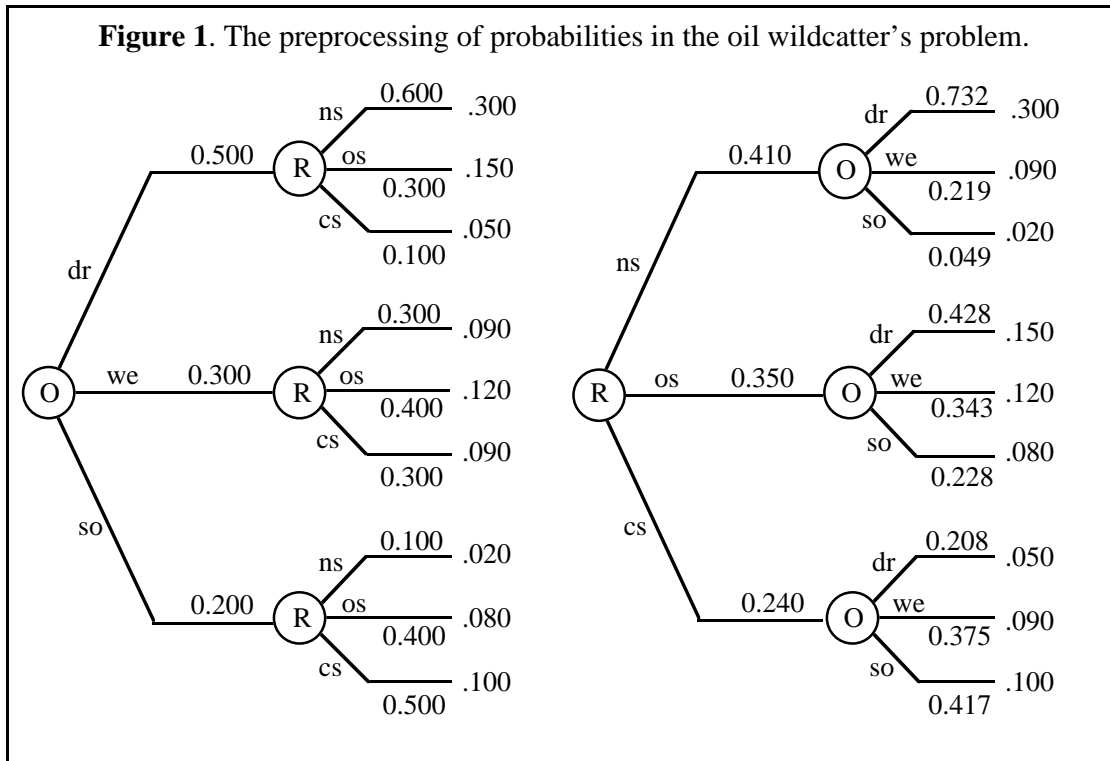 Figure 1. The preprocessing of probabilities in the oil wildcatter's problem.
0.600
ns
.300
0.500
R
os
.150
0.300
cs
.050
0.100
dr
0.300
ns
.090
O
we
0.300
R
os
.120
0.400
cs
.090
0.300
so
0.100
ns
.020
0.200
R
os
.080
0.400
cs
.100
0.500
0.732
dr
.300
0.410
O
we
.090
0.219
so
.020
0.049
ns
0.428
dr
.150
R
os
0.350
O
we
.120
0.343
so
.080
0.228
cs
0.208
dr
.050
0.240
O
we
.090
0.375
so
.100
0.417